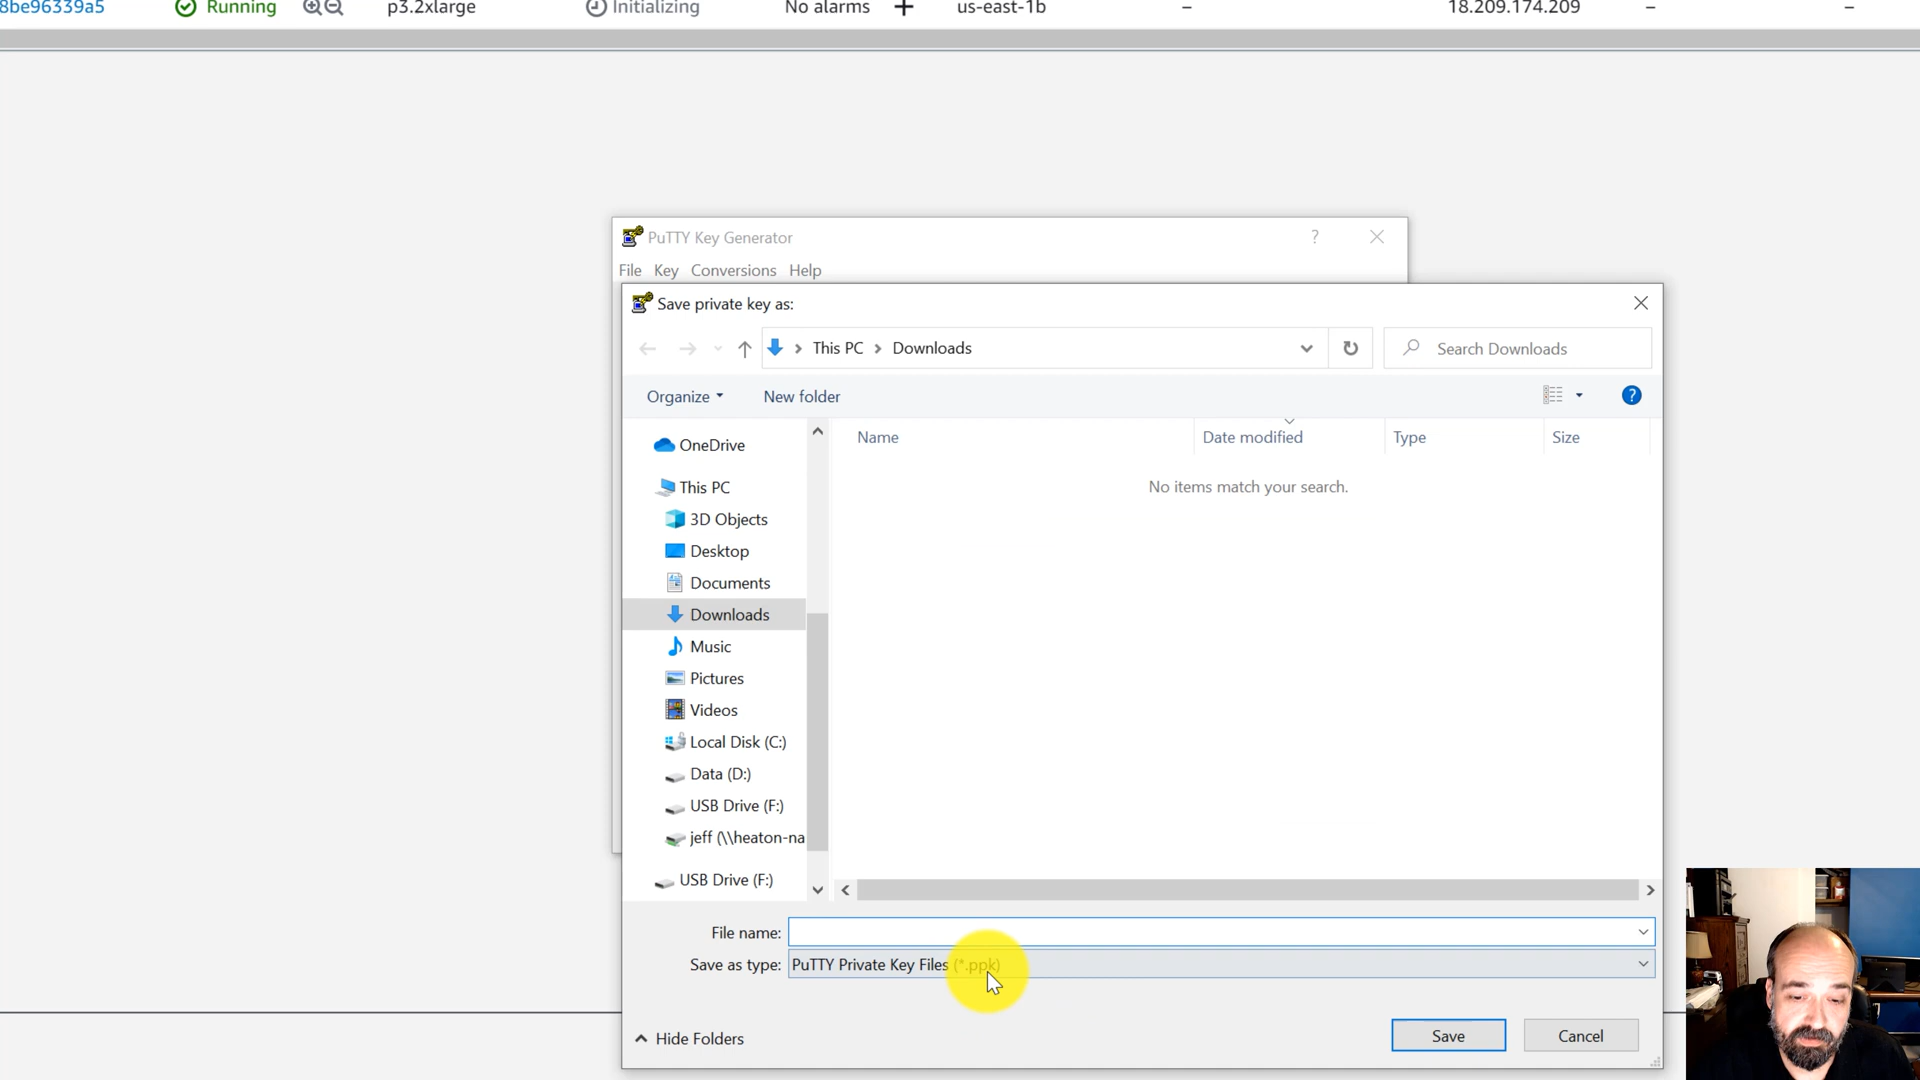 8be96339a5 Running p3.2xlarge Initializing No alarms + us-east-1b – 18.209.174.209 – –
PuTTY Key Generator
File Key Conversions Help
Save private key as:
This PC > Downloads
Search Downloads
Organize New folder
Name Date modified Type Size
No items match your search.
OneDrive
This PC
3D Objects
Desktop
Documents
Downloads
Music
Pictures
Videos
Local Disk (C:)
Data (D:)
USB Drive (F:)
jeff (\\heaton-na
USB Drive (F:)
File name:
Save as type: PuTTY Private Key Files (*.ppk)
Hide Folders
Save Cancel